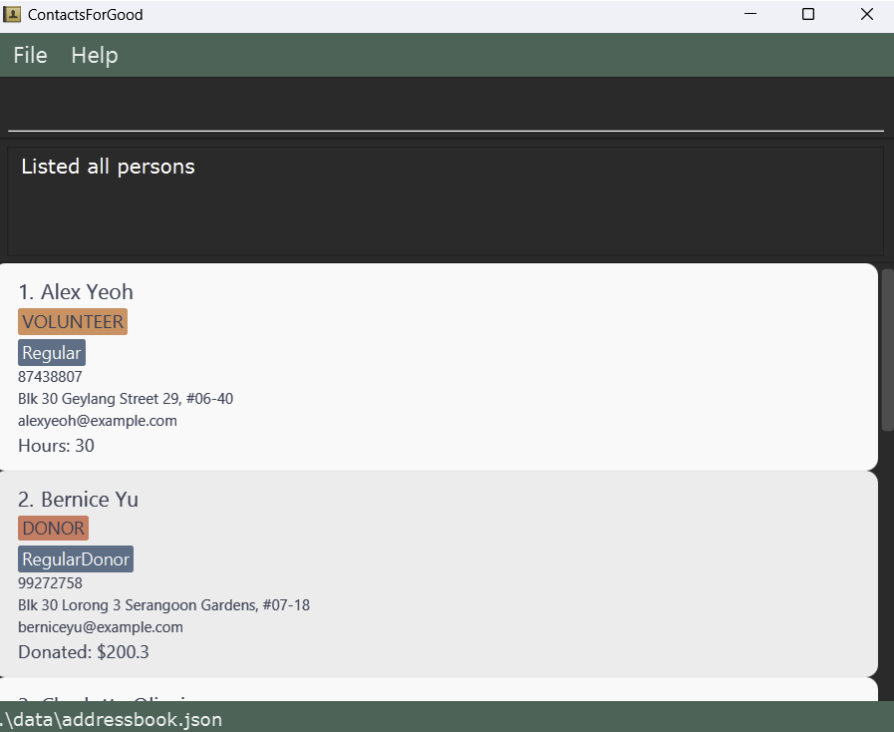 ContactsForGood
File Help
Listed all persons
1. Alex Yeoh
VOLUNTEER
Regular
87438807
Blk 30 Geylang Street 29, #06-40
alexyeoh@example.com
Hours: 30
2. Bernice Yu
DONOR
RegularDonor
99272758
Blk 30 Lorong 3 Serangoon Gardens, #07-18
berniceyu@example.com
Donated: $200.3
.\data\addressbook.json